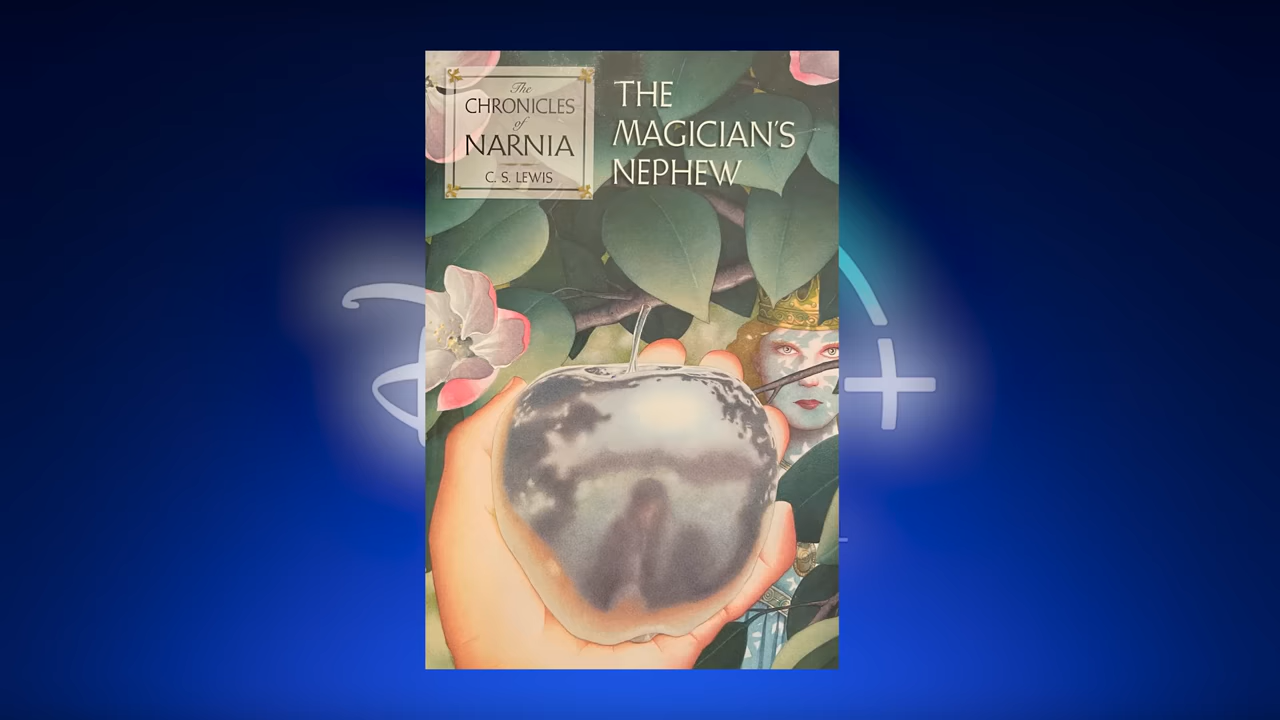 The
CHRONICLES
of
NARNIA
C. S. LEWIS
THE
MAGICIAN'S
NEPHEW
+